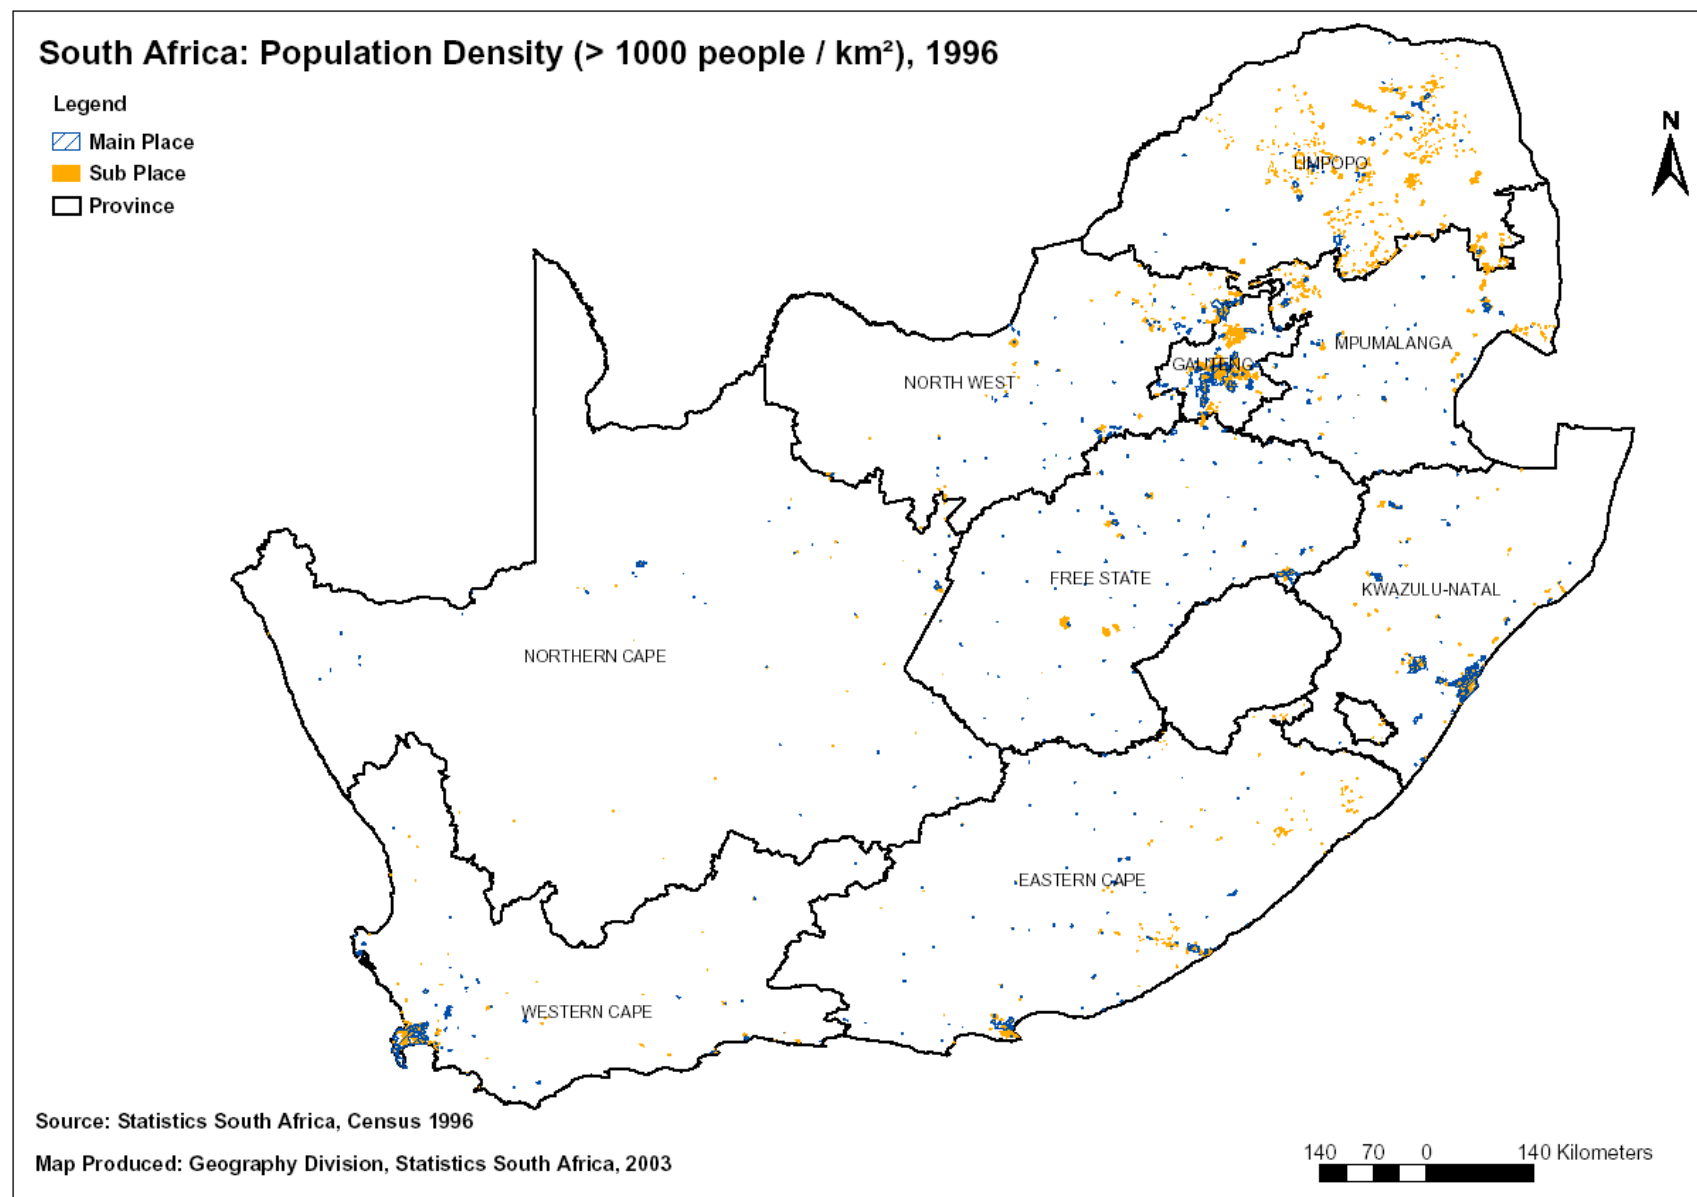 South Africa: Population Density (> 1000 people / km²), 1996
Legend
Main Place
Sub Place
Province
N
LIMPOPO
MPUMALANGA
GAUTENG
NORTH WEST
FREE STATE
KWAZULU-NATAL
NORTHERN CAPE
EASTERN CAPE
WESTERN CAPE
Source: Statistics South Africa, Census 1996
Map Produced: Geography Division, Statistics South Africa, 2003
140 70 0 140 Kilometers